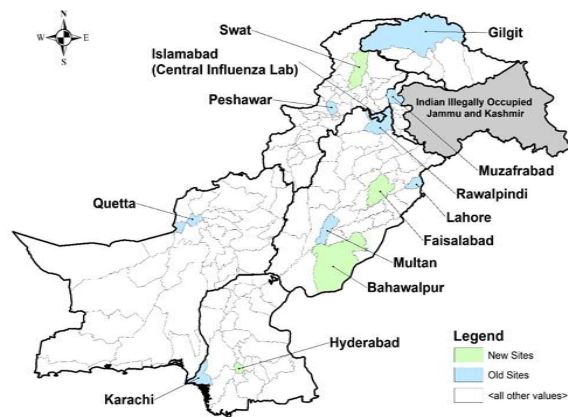 N
W E
S
Swat
Gilgit
Islamabad
(Central Influenza Lab)
Peshawar
Indian Illegally Occupied
Jammu and Kashmir
Muzafrabad
Rawalpindi
Quetta
Lahore
Faisalabad
Multan
Bahawalpur
Hyderabad
Karachi
Legend
New Sites
Old Sites
<all other values>